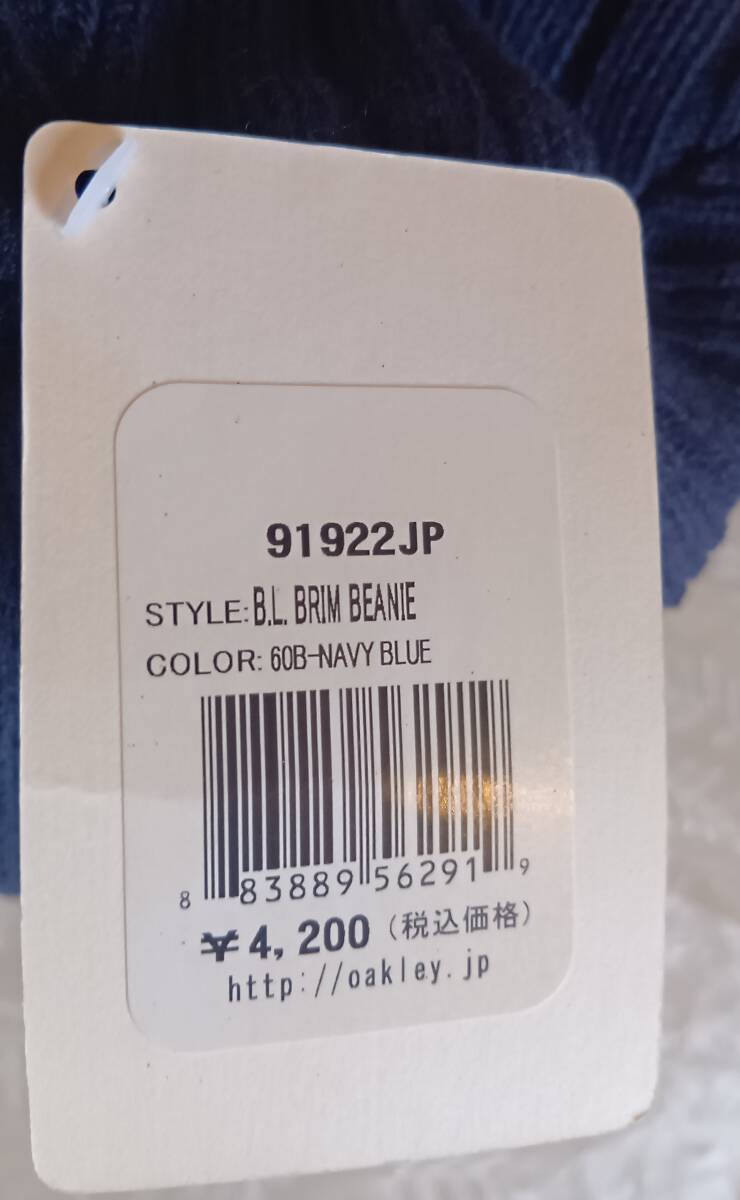 91922JP
STYLE:B.L. BRIM BEANIE
COLOR: 60B-NAVY BLUE
8 83889 56291 9
¥4,200 (税込価格)
http://oakley.jp